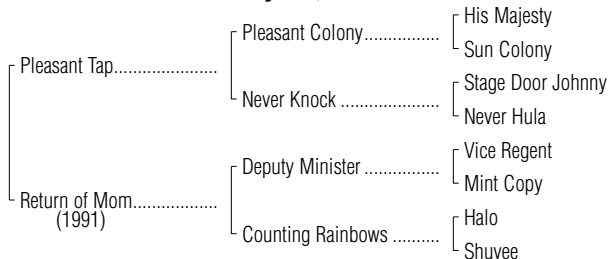 Pleasant Tap.....................
Pleasant Colony...............
His Majesty
Sun Colony
Never Knock ....................
Stage Door Johnny
Never Hula
Return of Mom.................
(1991)
Deputy Minister ...............
Vice Regent
Mint Copy
Counting Rainbows ..........
Halo
Shuvee